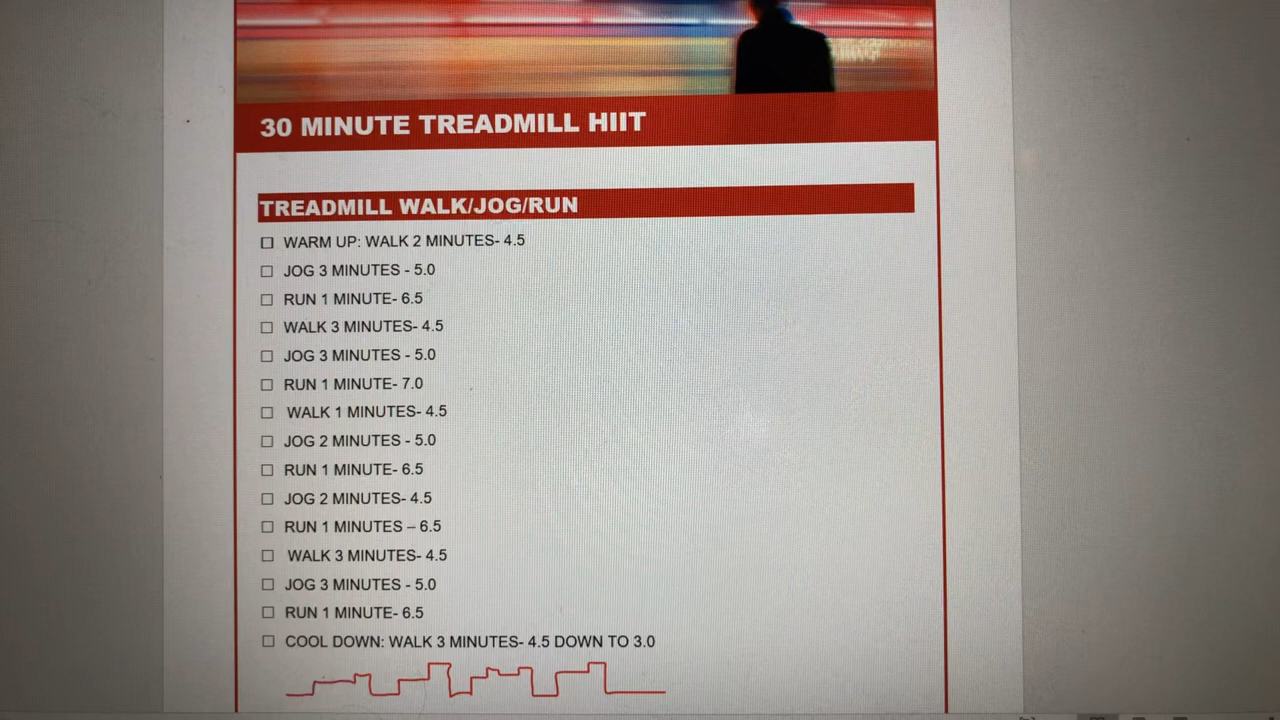 30 MINUTE TREADMILL HIIT
TREADMILL WALK/JOG/RUN
WARM UP: WALK 2 MINUTES- 4.5
JOG 3 MINUTES - 5.0
RUN 1 MINUTE- 6.5
WALK 3 MINUTES- 4.5
JOG 3 MINUTES - 5.0
RUN 1 MINUTE- 7.0
WALK 1 MINUTES- 4.5
JOG 2 MINUTES - 5.0
RUN 1 MINUTE- 6.5
JOG 2 MINUTES- 4.5
RUN 1 MINUTES – 6.5
WALK 3 MINUTES- 4.5
JOG 3 MINUTES - 5.0
RUN 1 MINUTE- 6.5
COOL DOWN: WALK 3 MINUTES- 4.5 DOWN TO 3.0